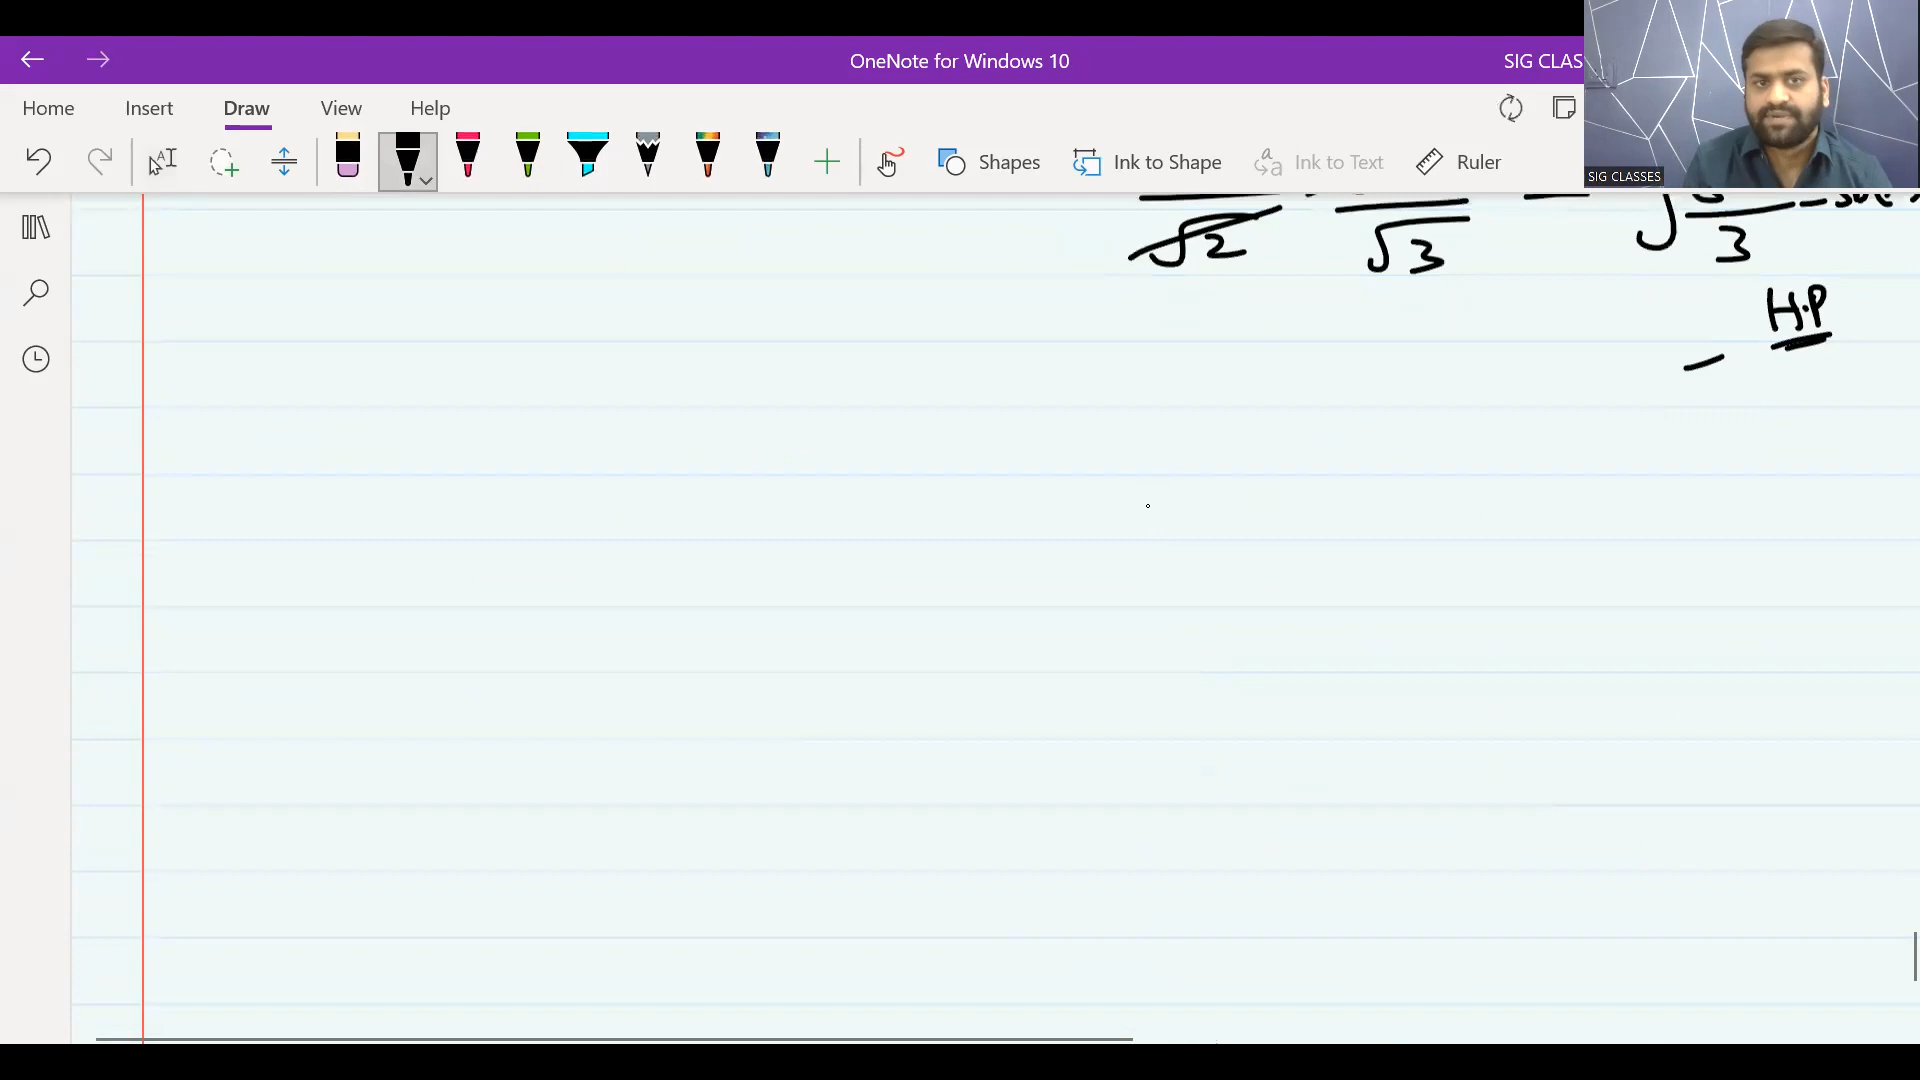 OneNote for Windows 10
SIG CLAS
Home Insert Draw View Help
Shapes Ink to Shape Ink to Text Ruler
SIG CLASSES
√2 √3 3
H.P